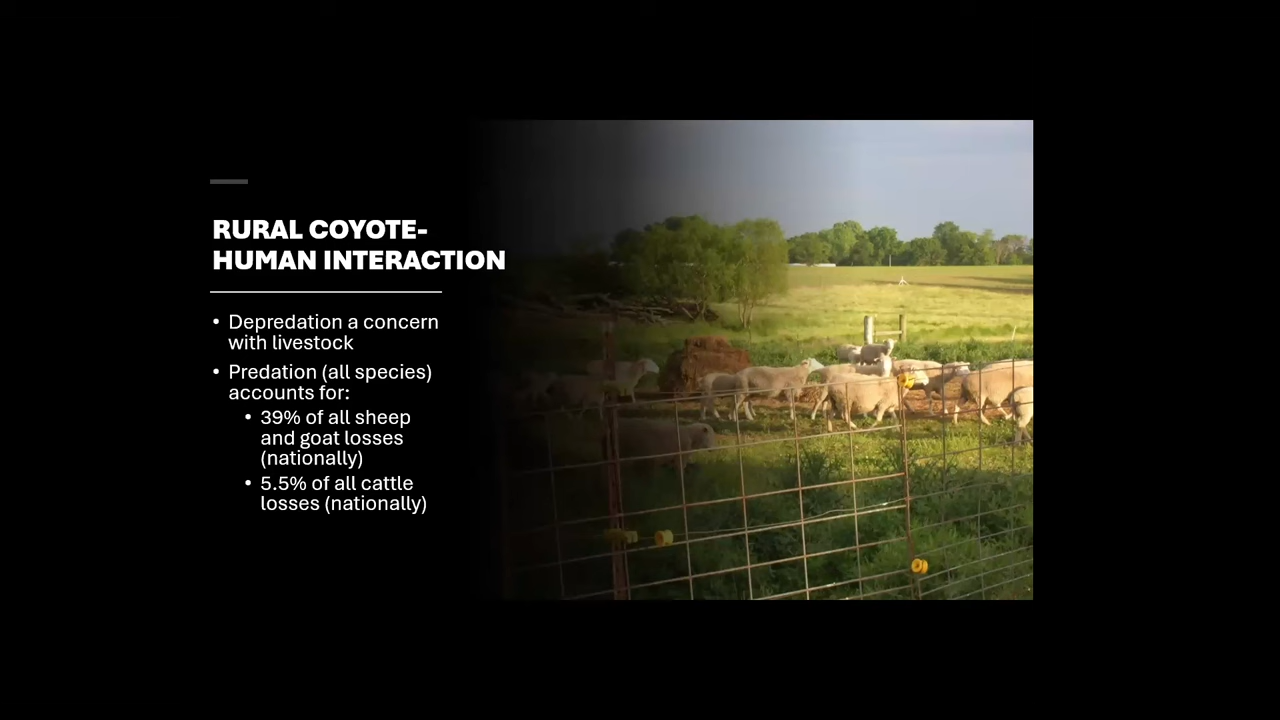 RURAL COYOTE-
HUMAN INTERACTION
• Depredation a concern
with livestock
• Predation (all species)
accounts for:
• 39% of all sheep
and goat losses
(nationally)
• 5.5% of all cattle
losses (nationally)